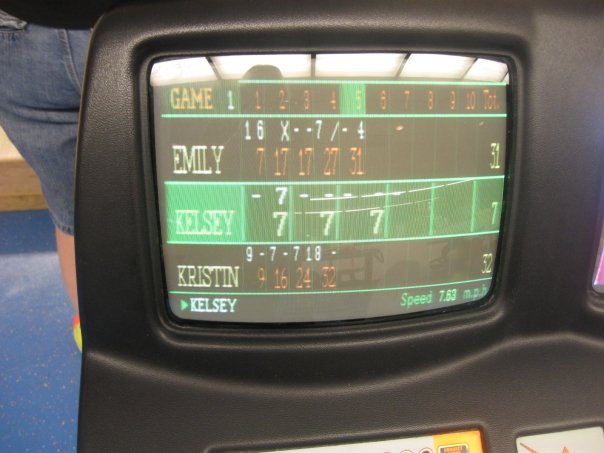 GAME 1 1 2 3 4 5 6 7 8 9 10 Tot.
1 6 X - - 7 / - 4
EMILY 7 17 17 27 31 31
- 7 - - - - -
KELSEY 7 7 7 7
9 - 7 - 7 1 8 -
KRISTIN 9 16 24 32 32
KELSEY Speed 7.63 m.p.h